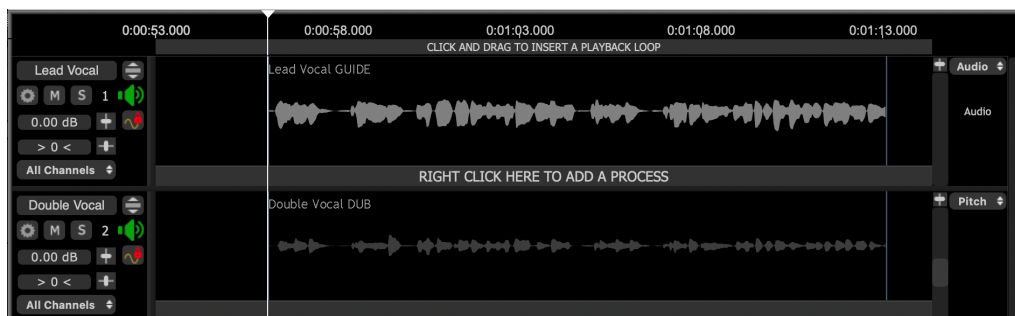 0:00:53.000 0:00:58.000 0:01:03.000 0:01:08.000 0:01:13.000
CLICK AND DRAG TO INSERT A PLAYBACK LOOP
Lead Vocal
Lead Vocal GUIDE
Audio
M S 1
Audio
0.00 dB
> 0 <
All Channels
RIGHT CLICK HERE TO ADD A PROCESS
Double Vocal
Double Vocal DUB
Pitch
M S 2
0.00 dB
> 0 <
All Channels